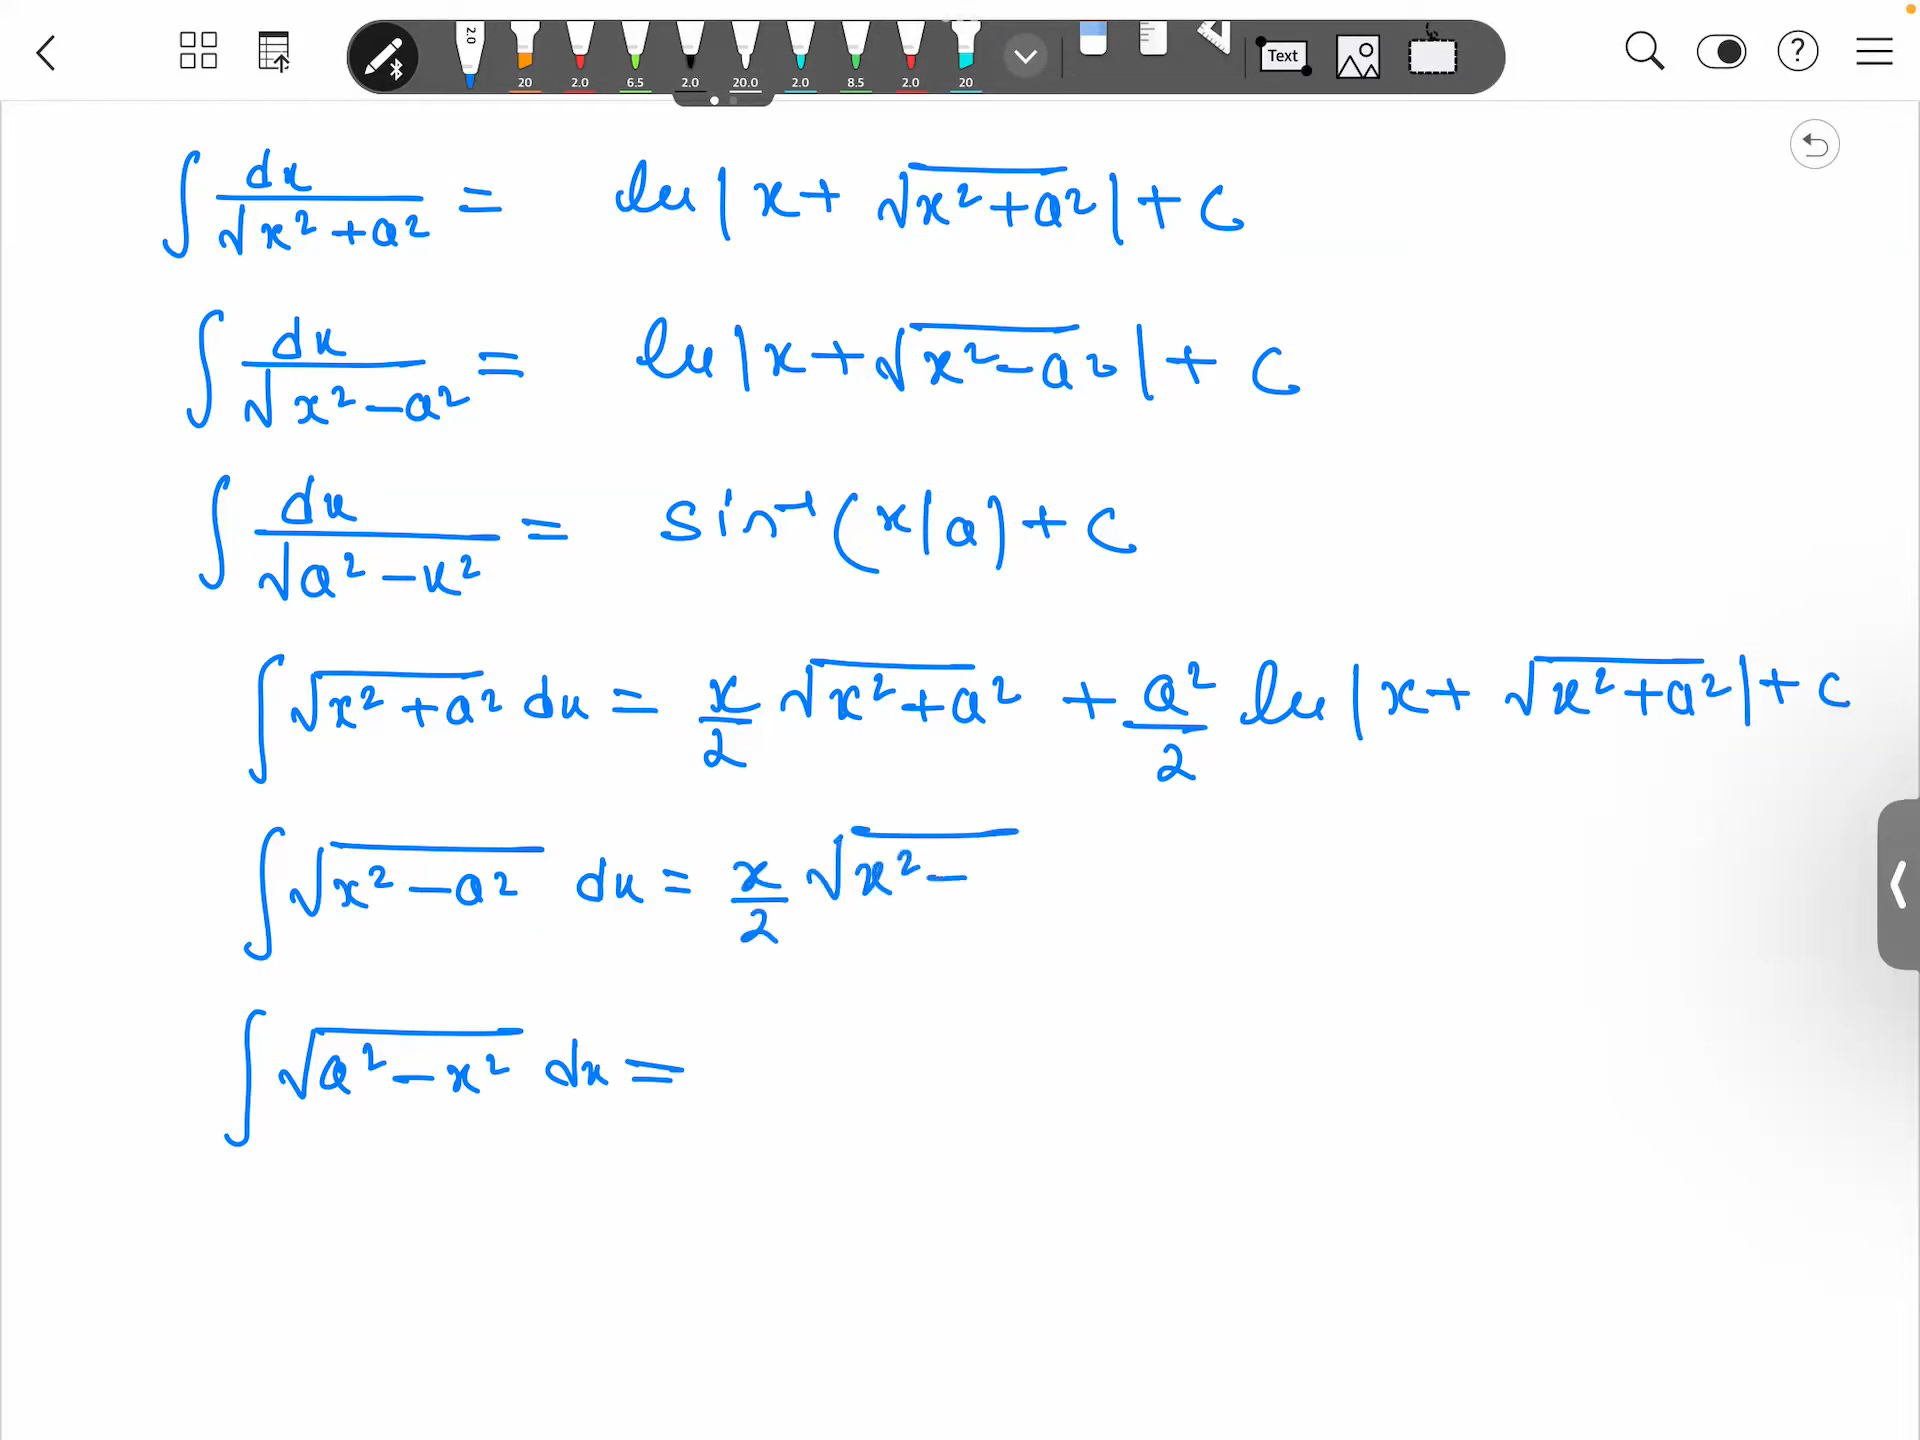 2.0 20 2.0 6.5 2.0 20.0 2.0 8.5 2.0 20 Text ?
∫ dx/√x²+a² = ln|x+√x²+a²|+c
∫ dx/√x²-a² = ln|x+√x²-a²|+c
∫ dx/√a²-x² = sin⁻¹(x/a)+c
∫ √x²+a² dx = x/2 √x²+a² + a²/2 ln|x+√x²+a²|+c
∫ √x²-a² dx = x/2 √x²-
∫ √a²-x² dx =